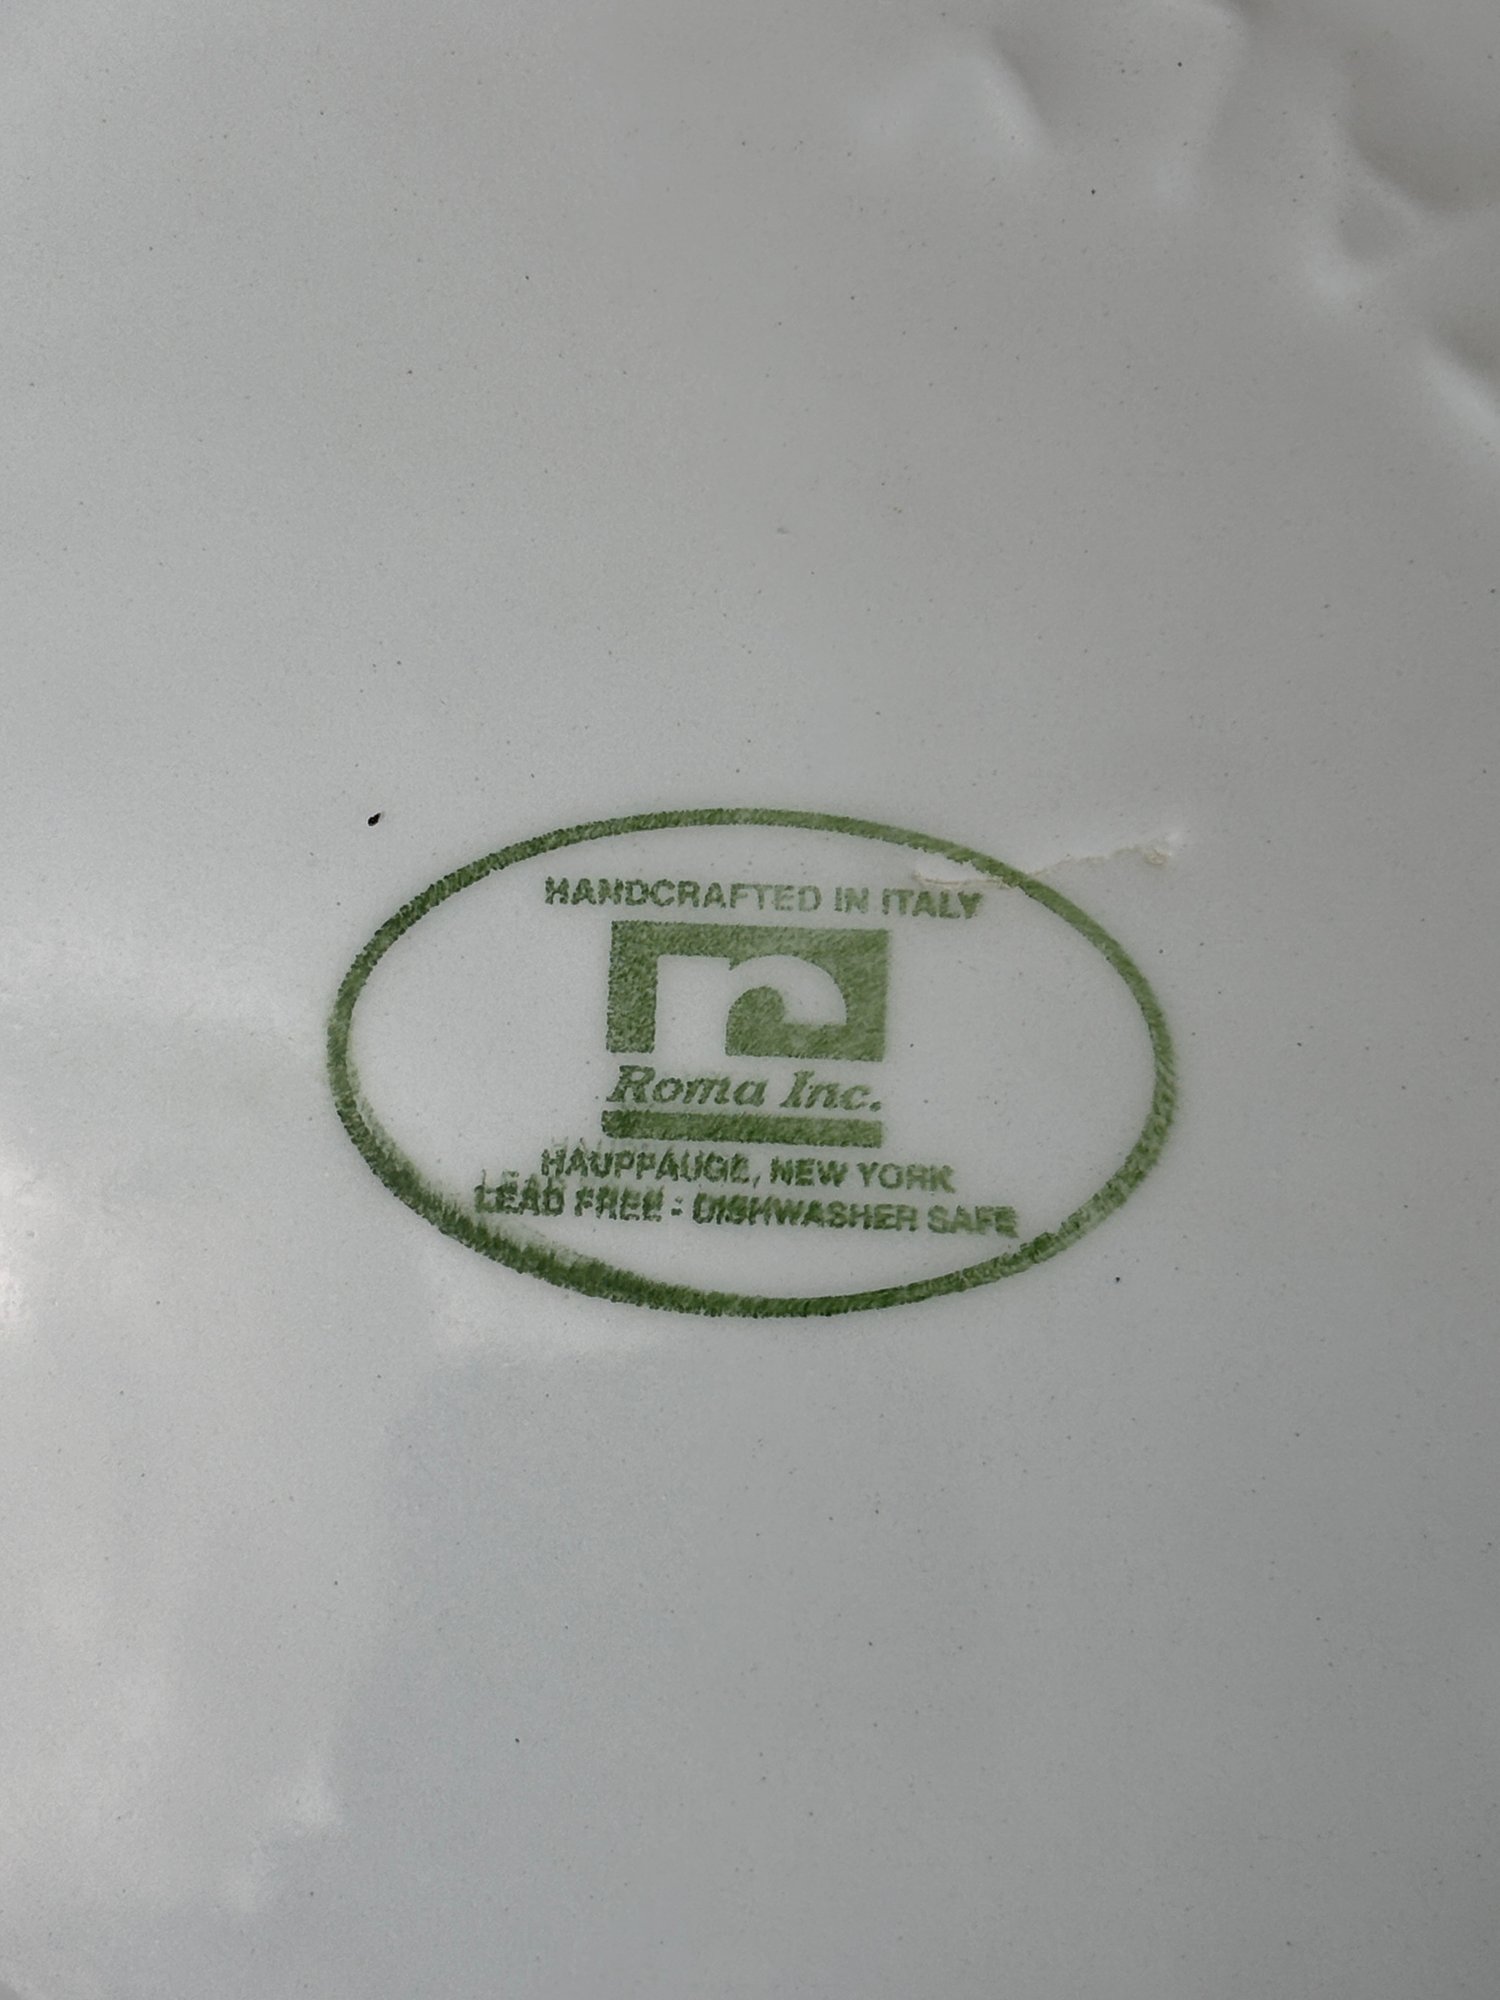 HANDCRAFTED IN ITALY
r
Roma Inc.
HAUPPAUGE, NEW YORK
LEAD FREE - DISHWASHER SAFE